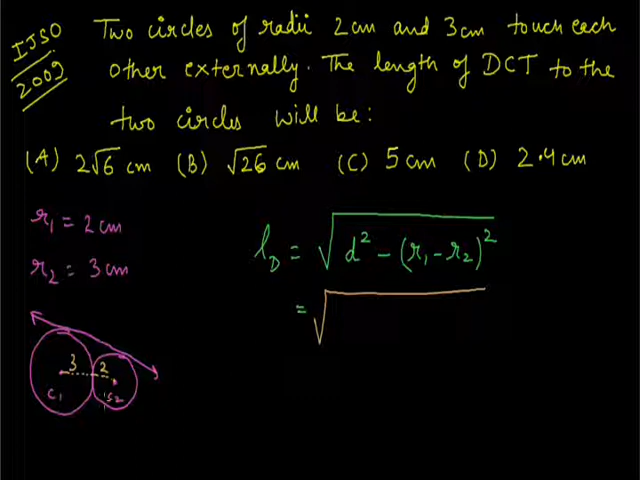 IJSO
2009
Two circles of radii 2 cm and 3 cm touch each
other externally. The length of DCT to the
two circles will be:
(A) 2√6 cm (B) √26 cm (C) 5 cm (D) 2.4 cm
r₁ = 2 cm
r₂ = 3 cm
l_D = √(d² − (r₁ − r₂)²)
= √
3 2
C₁